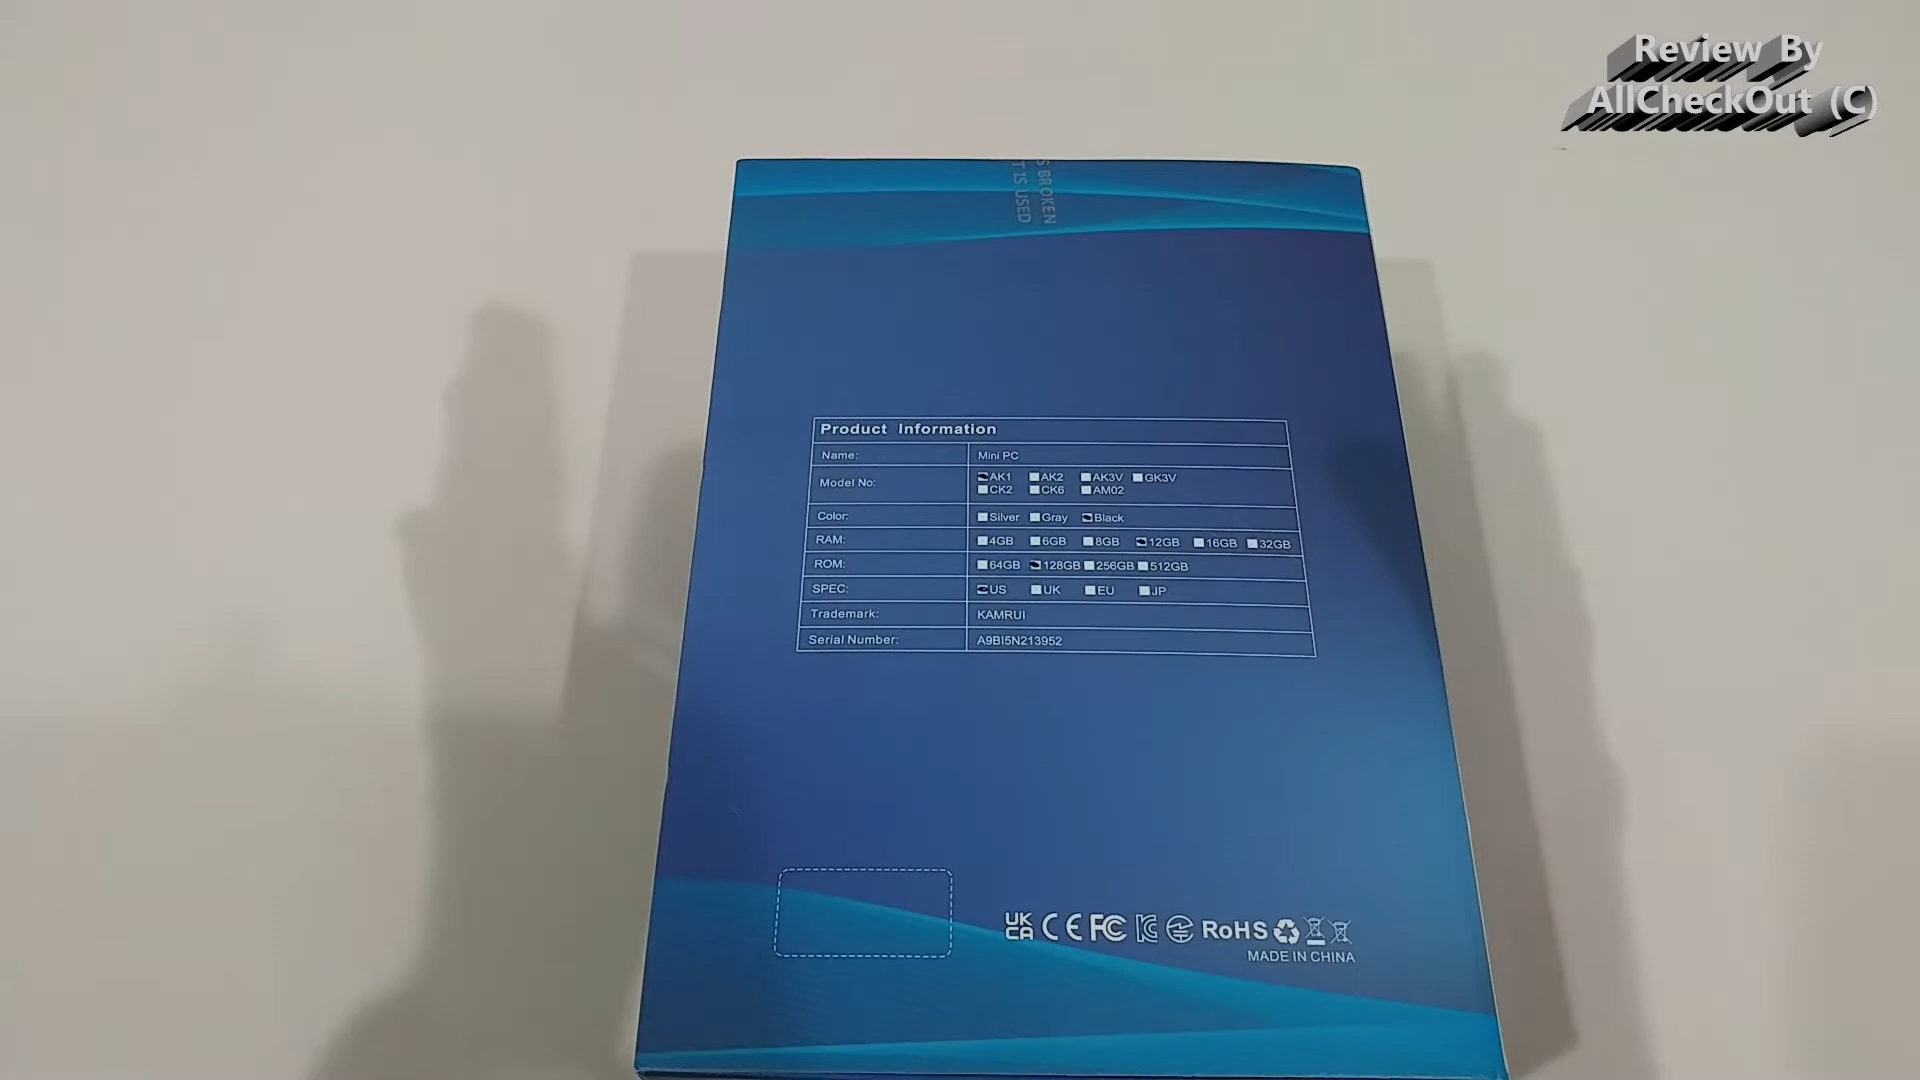 Review By
AllCheckOut (C)
S BROKEN
T IS USED
Product Information
Name: Mini PC
Model No: AK1 AK2 AK3V GK3V
CK2 CK6 AM02
Color: Silver Gray Black
RAM: 4GB 6GB 8GB 12GB 16GB 32GB
ROM: 64GB 128GB 256GB 512GB
SPEC: US UK EU JP
Trademark: KAMRUI
Serial Number: A9BI5N213952
UK CA CE FC RoHS
MADE IN CHINA